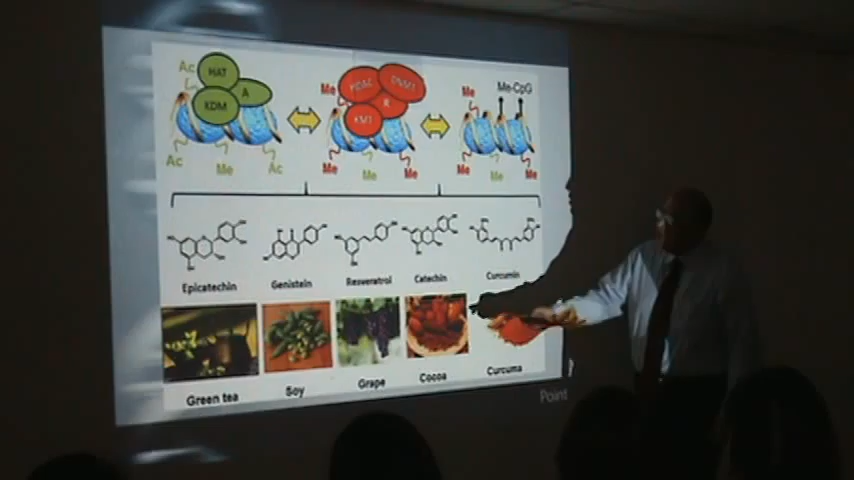 Ac HAT A KDM Ac Me Ac
Me HDAC DNMT R KMT Me Me Me
Me Me-CpG Me Me Me
Epicatechin Genistein Resveratrol Catechin Curcumin
Green tea Soy Grape Cocoa Curcuma
Point